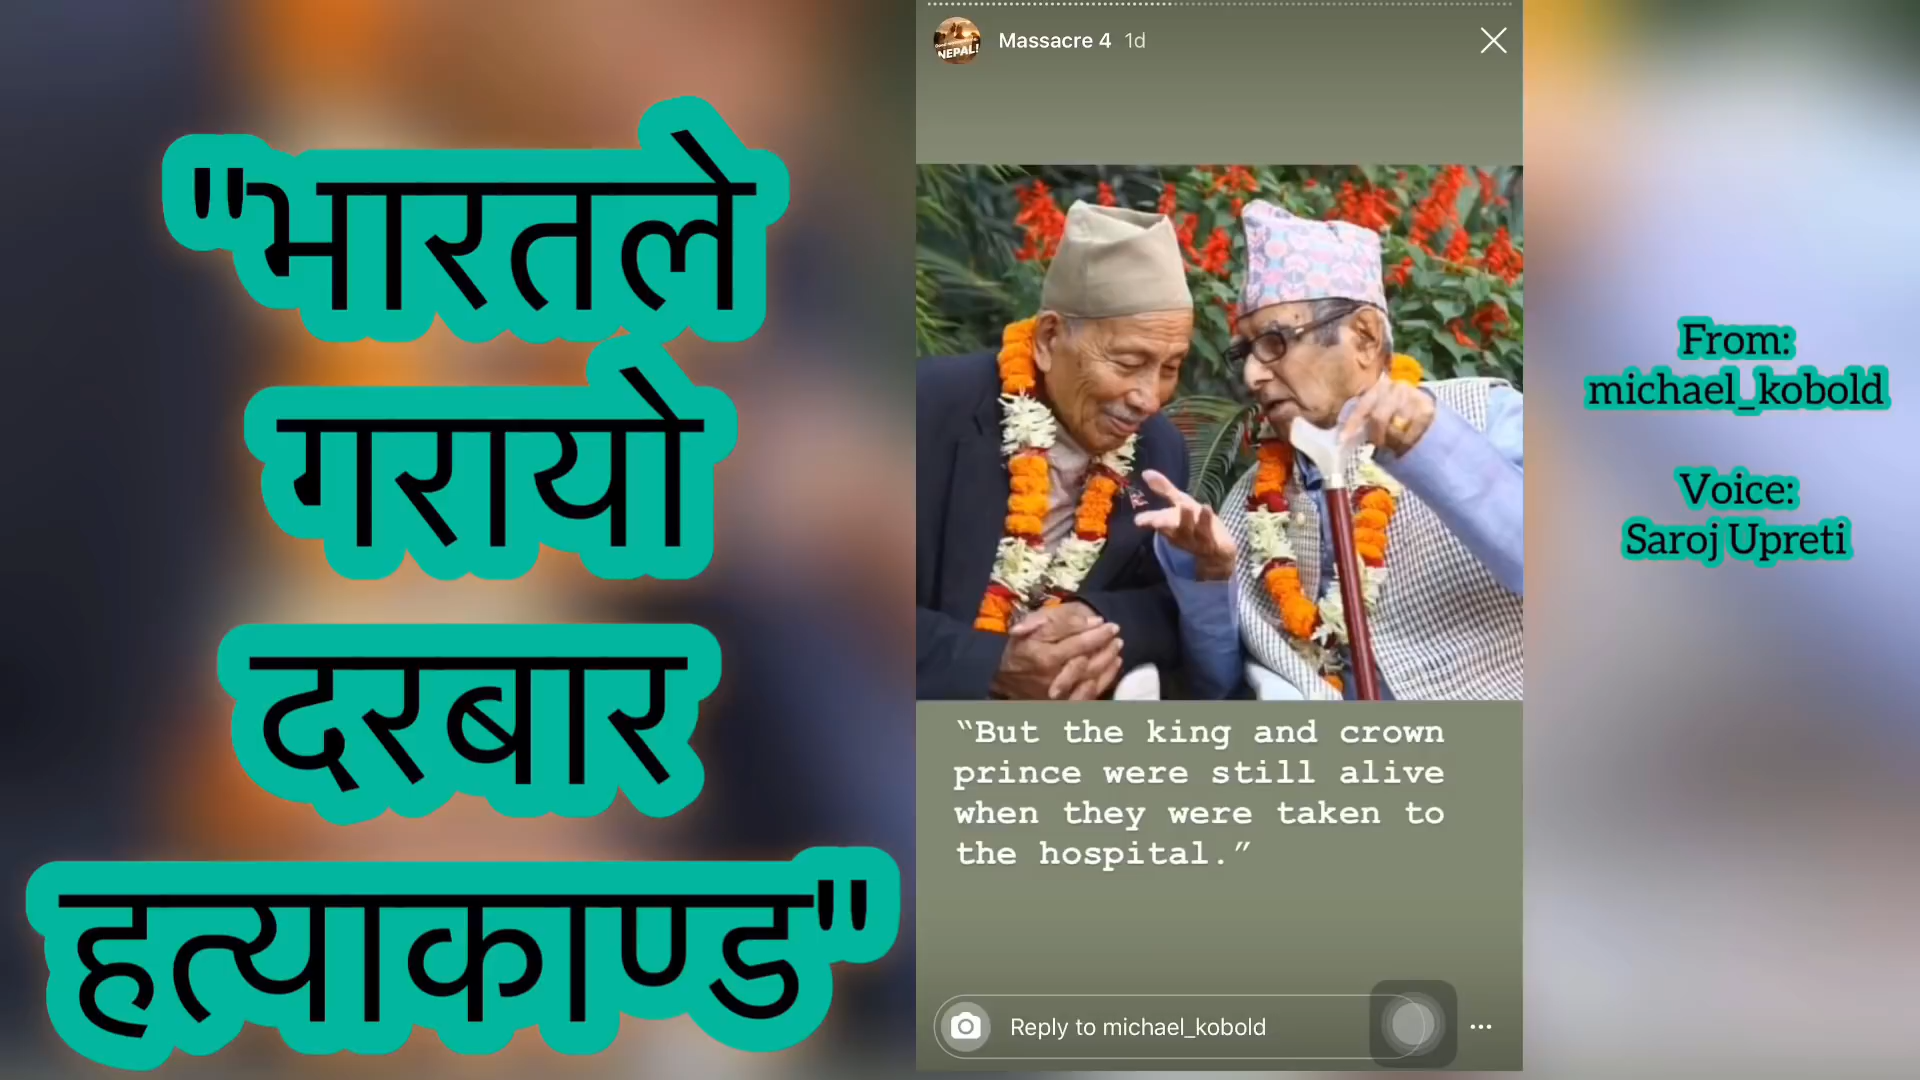 "भारतले
गरायो
दरबार
हत्याकाण्ड"
NEPAL!
Massacre 4 1d
“But the king and crown
prince were still alive
when they were taken to
the hospital.”
Reply to michael_kobold
From:
michael_kobold
Voice:
Saroj Upreti